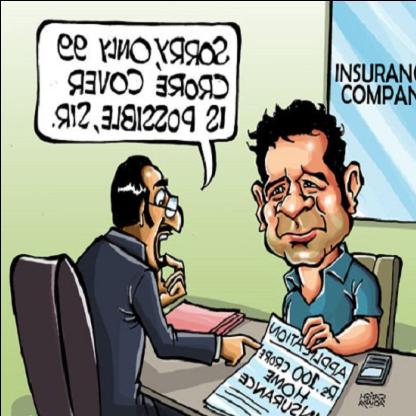 SORRY, ONLY 99
CRORE COVER
IS POSSIBLE, SIR.
INSURANC
COMPAN
APPLICATION
Rs. 100 CRORE
HOME
INSURANCE